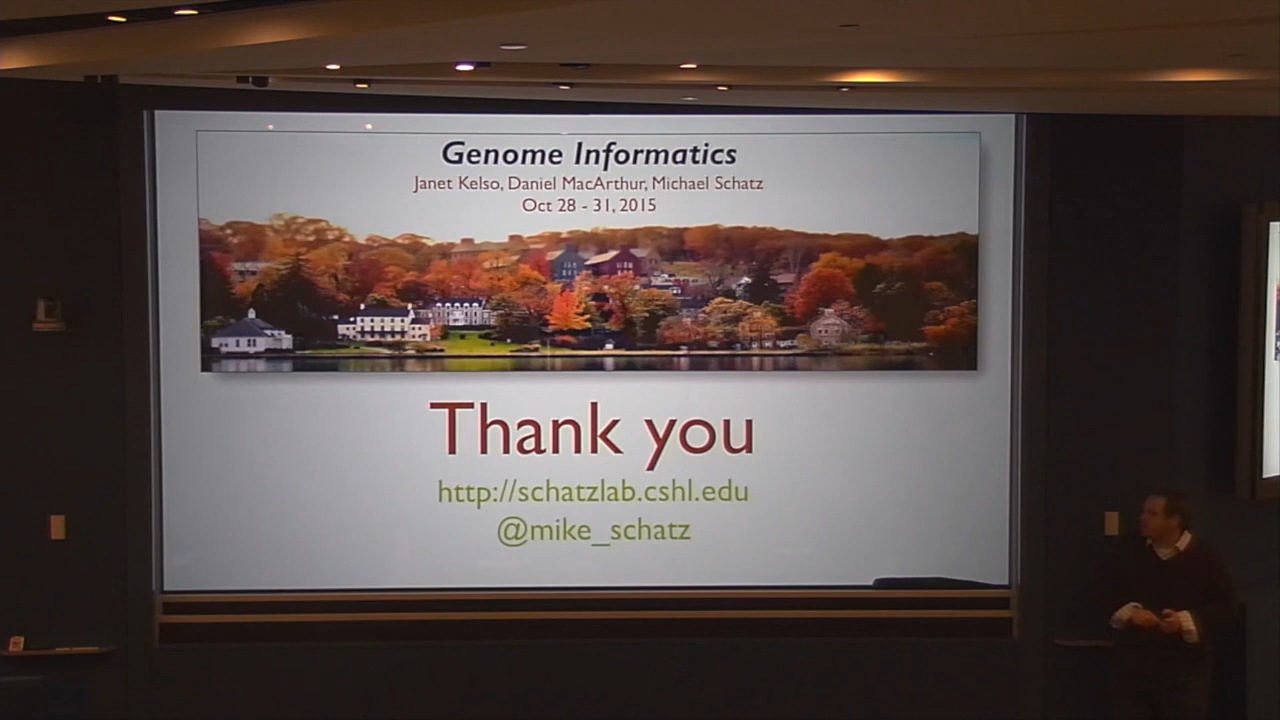 Genome Informatics
Janet Kelso, Daniel MacArthur, Michael Schatz
Oct 28 - 31, 2015
Thank you
http://schatzlab.cshl.edu
@mike_schatz